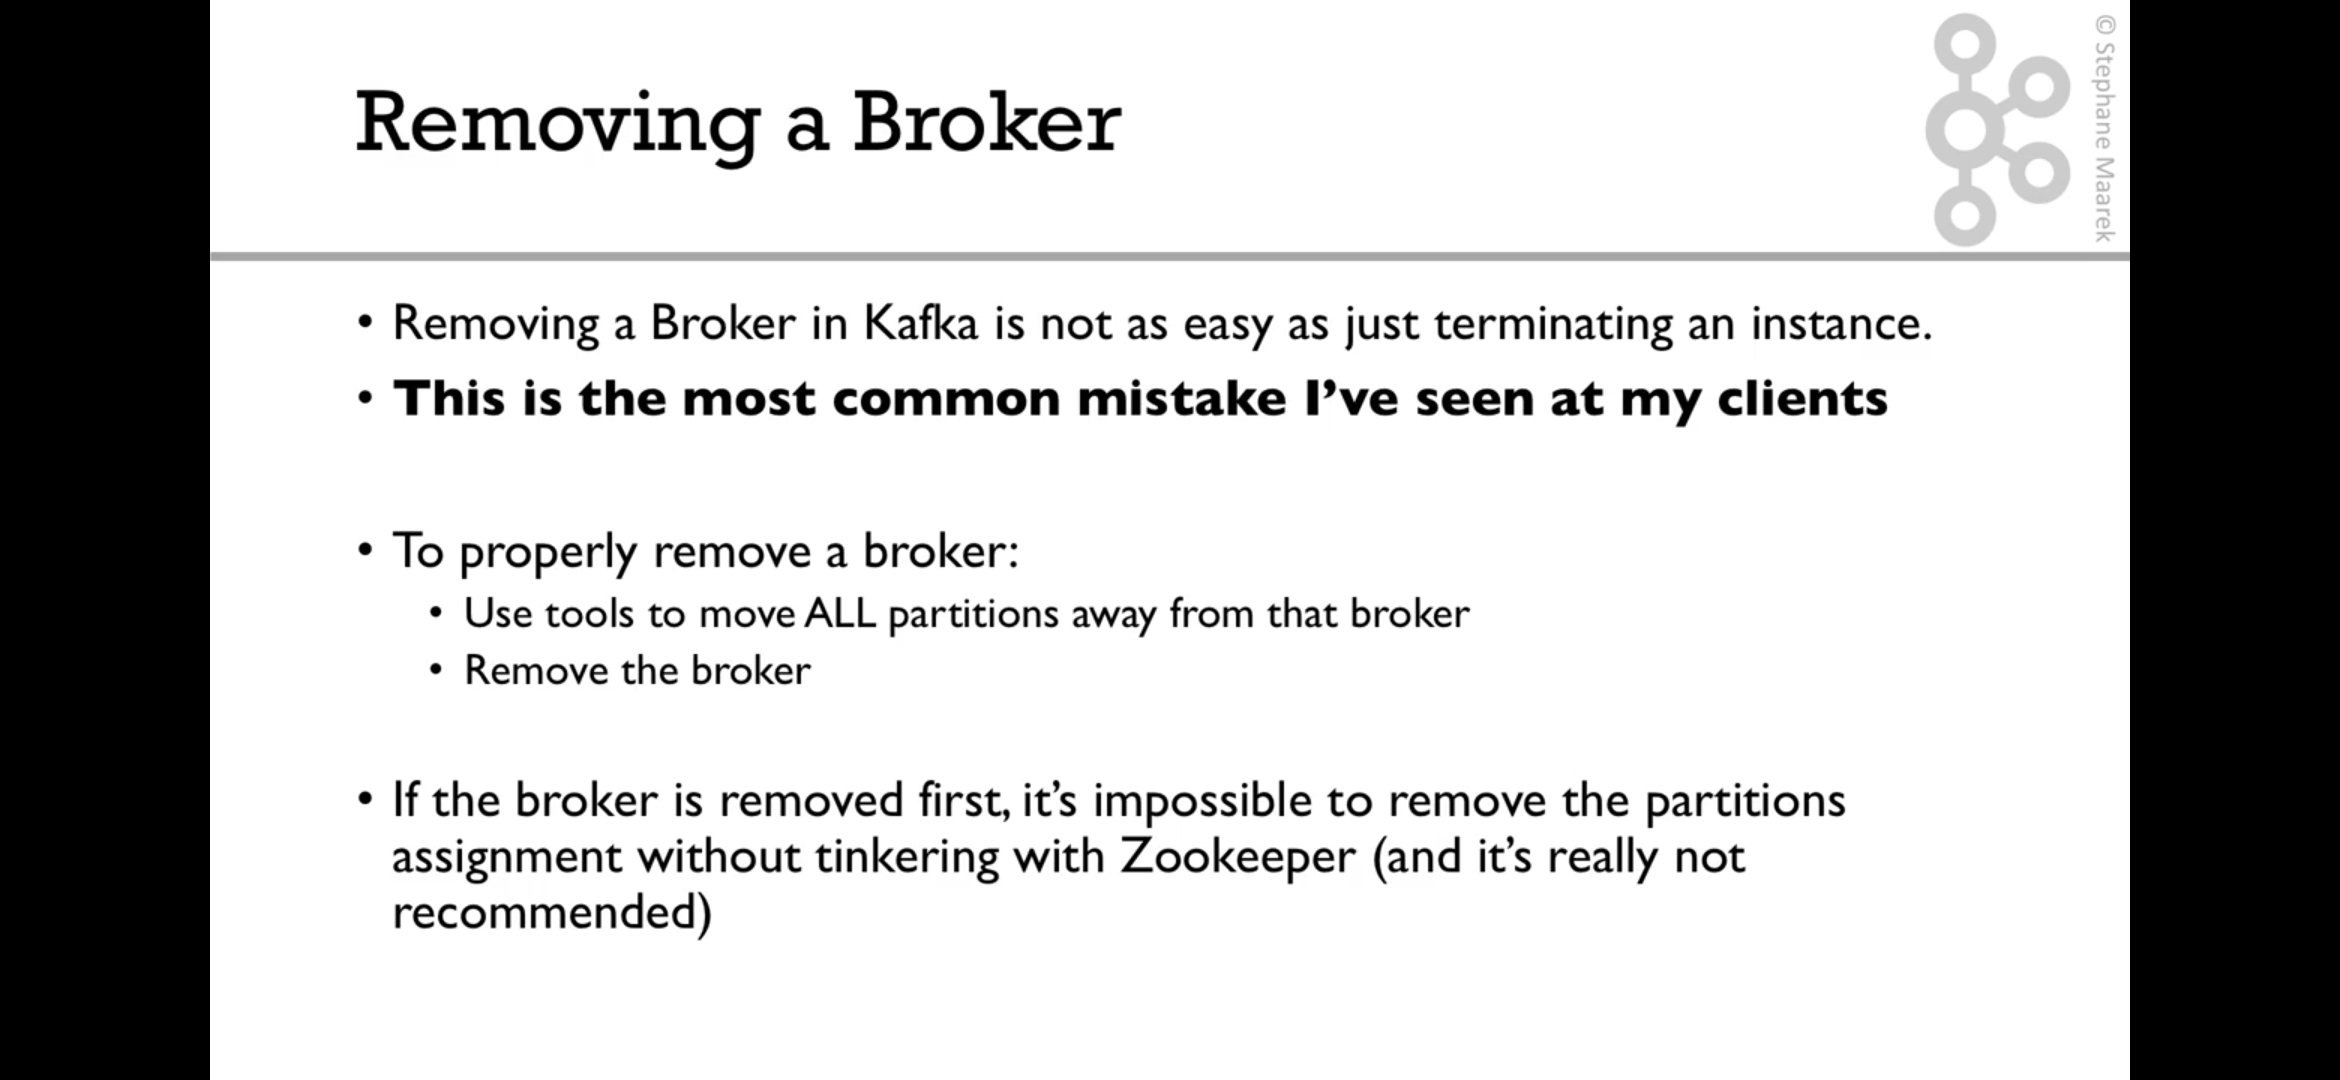 Removing a Broker
© Stephane Maarek
• Removing a Broker in Kafka is not as easy as just terminating an instance.
• This is the most common mistake I’ve seen at my clients
• To properly remove a broker:
• Use tools to move ALL partitions away from that broker
• Remove the broker
• If the broker is removed first, it’s impossible to remove the partitions
assignment without tinkering with Zookeeper (and it’s really not
recommended)